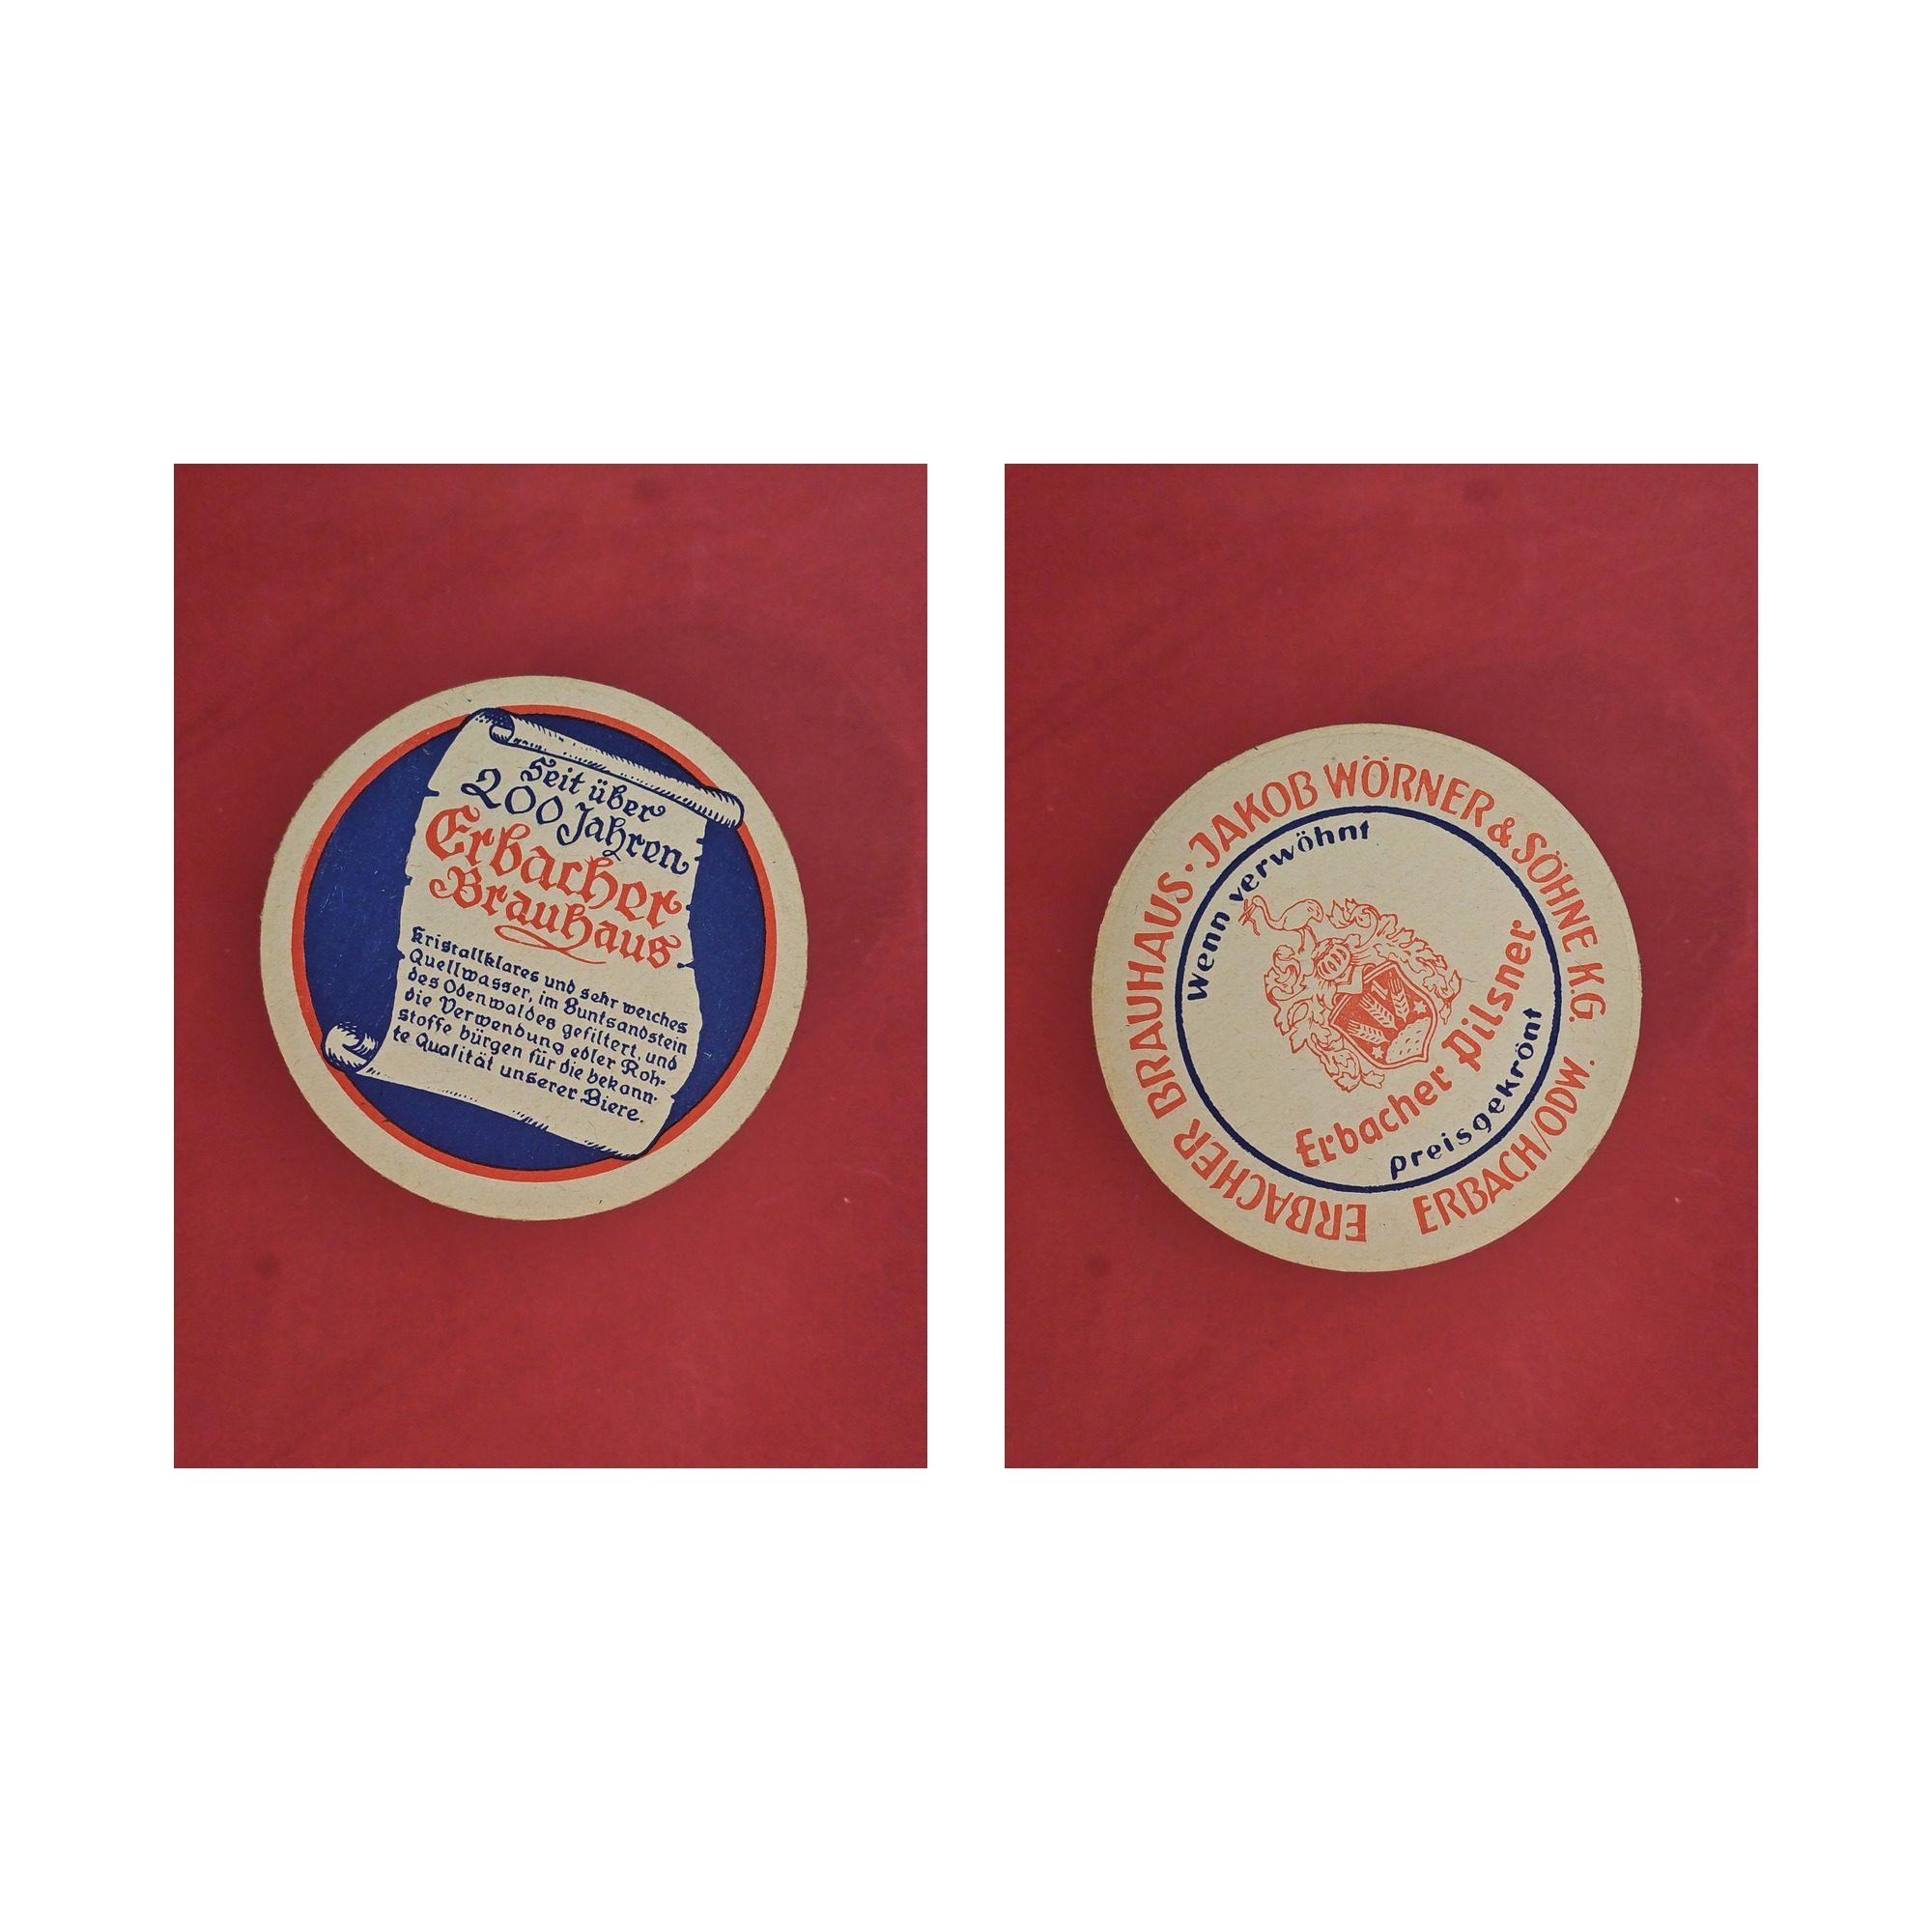 Seit über
200 Jahren
Erbacher
Brauhaus
Kristallklares und sehr weiches
Quellwasser, im Buntsandstein
des Odenwaldes gefiltert, und
die Verwendung edler Roh-
stoffe bürgen für die bekann-
te Qualität unserer Biere.
ERBACHER BRAUHAUS · JAKOB WÖRNER & SÖHNE K.G.
ERBACH/ODW.
Wenn verwöhnt
Erbacher Pilsner
preisgekrönt